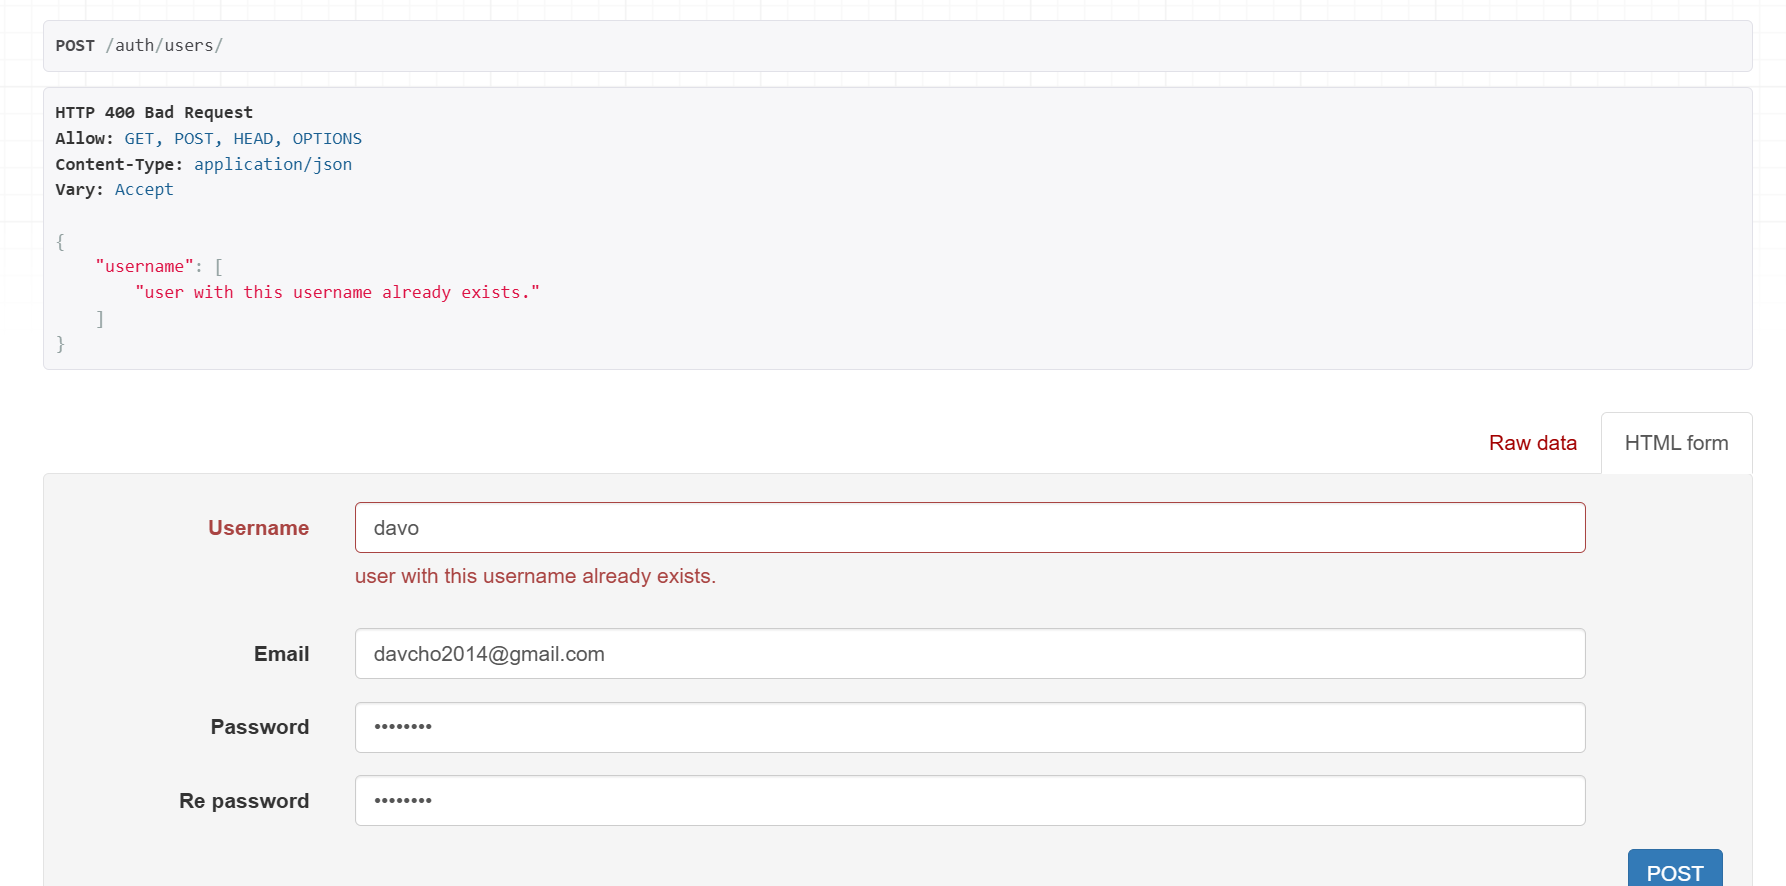 POST /auth/users/
HTTP 400 Bad Request
Allow: GET, POST, HEAD, OPTIONS
Content-Type: application/json
Vary: Accept
{
"username": [
"user with this username already exists."
]
}
Raw data
HTML form
Username
davo
user with this username already exists.
Email
davcho2014@gmail.com
Password
••••••••
Re password
••••••••
POST